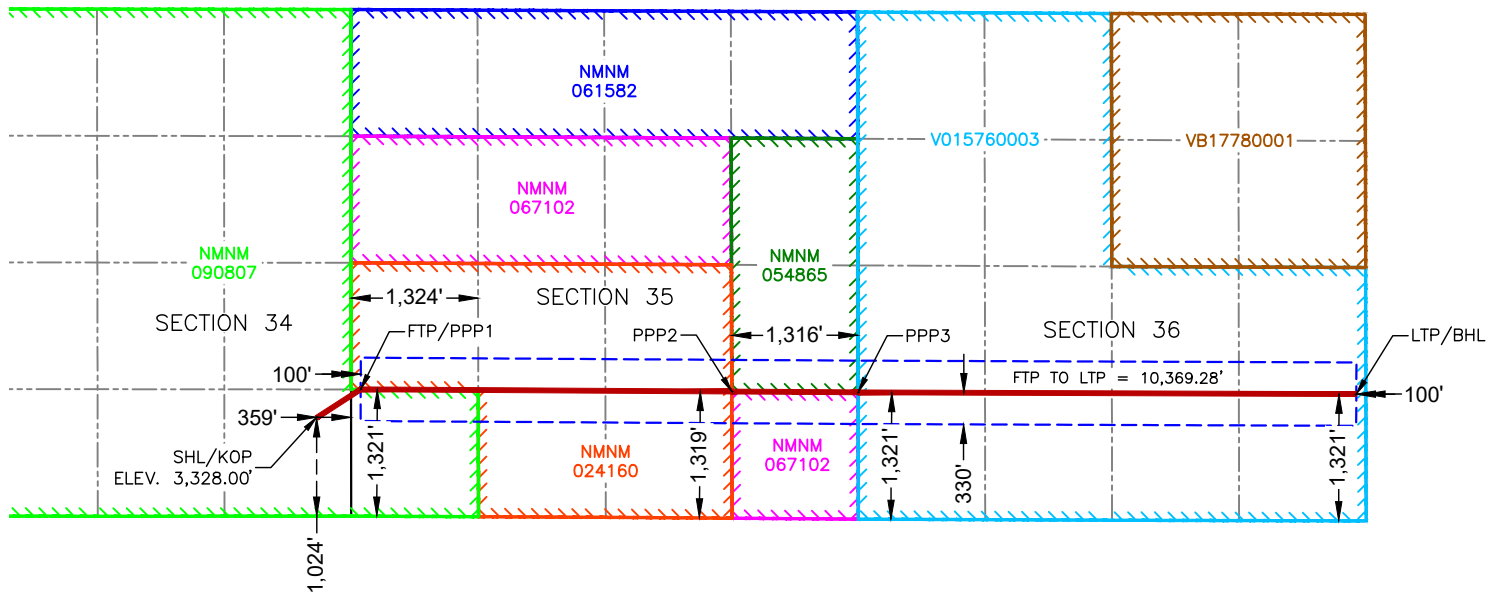 NMNM
061582
V015760003
VB17780001
NMNM
067102
NMNM
090807
NMNM
054865
1,324'
SECTION 35
SECTION 34
FTP/PPP1
PPP2
1,316'
PPP3
SECTION 36
LTP/BHL
100'
FTP TO LTP = 10,369.28'
100'
359'
SHL/KOP
ELEV. 3,328.00'
1,321'
NMNM
024160
1,319'
NMNM
067102
1,321'
330'
1,321'
1,024'